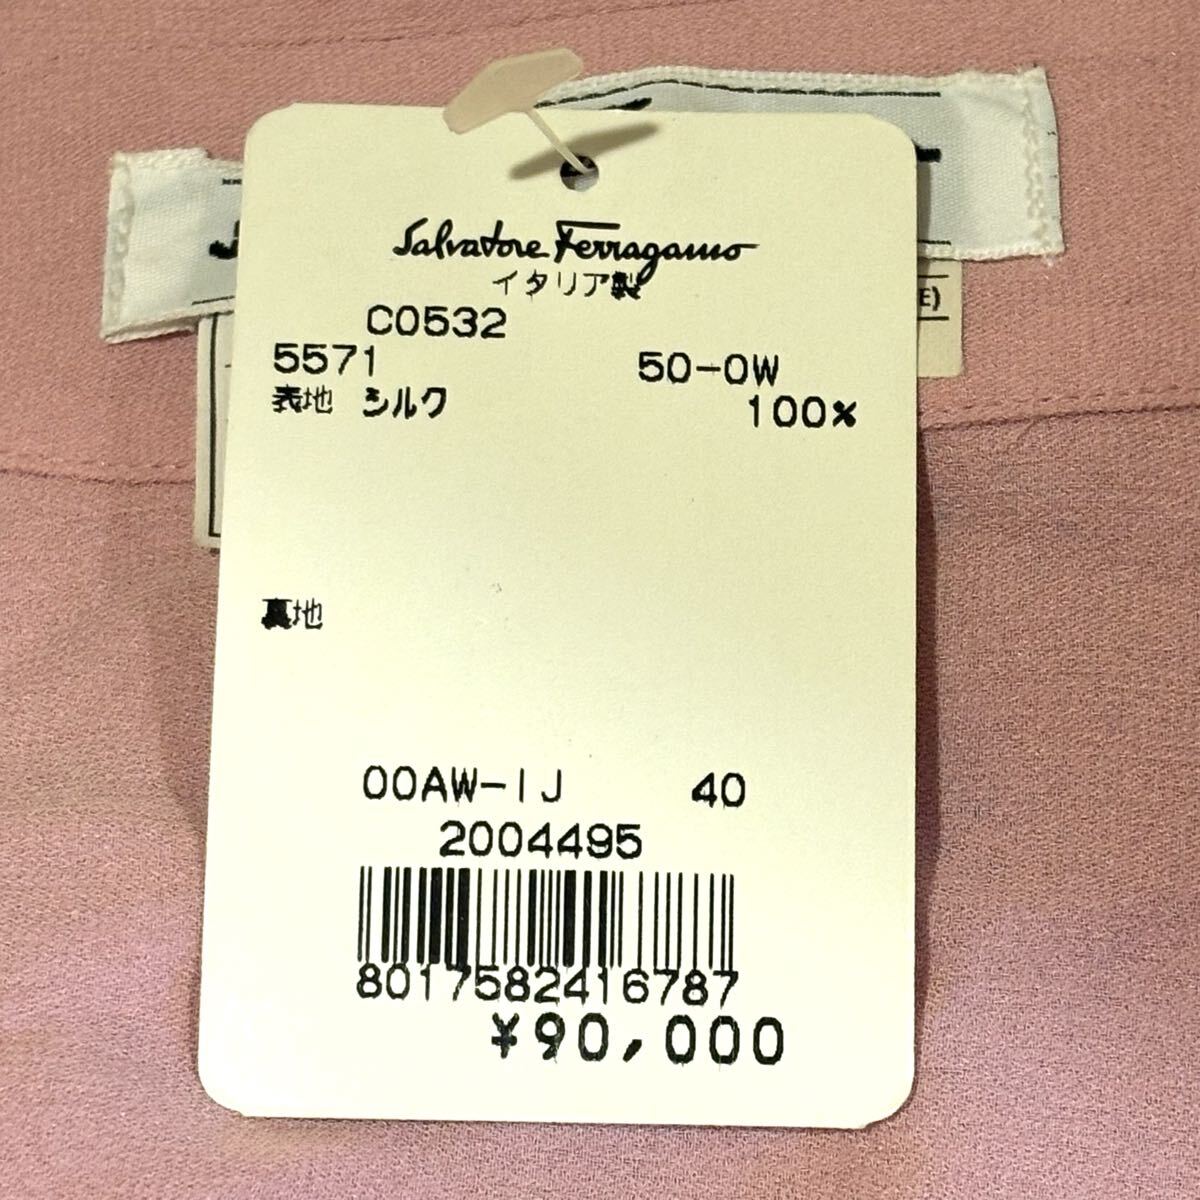 Salvatore Ferragamo
イタリア製
C0532
5571 50-0W
表地 シルク 100%
裏地
00AW-IJ 40
2004495
8017582416787
¥90,000
E)